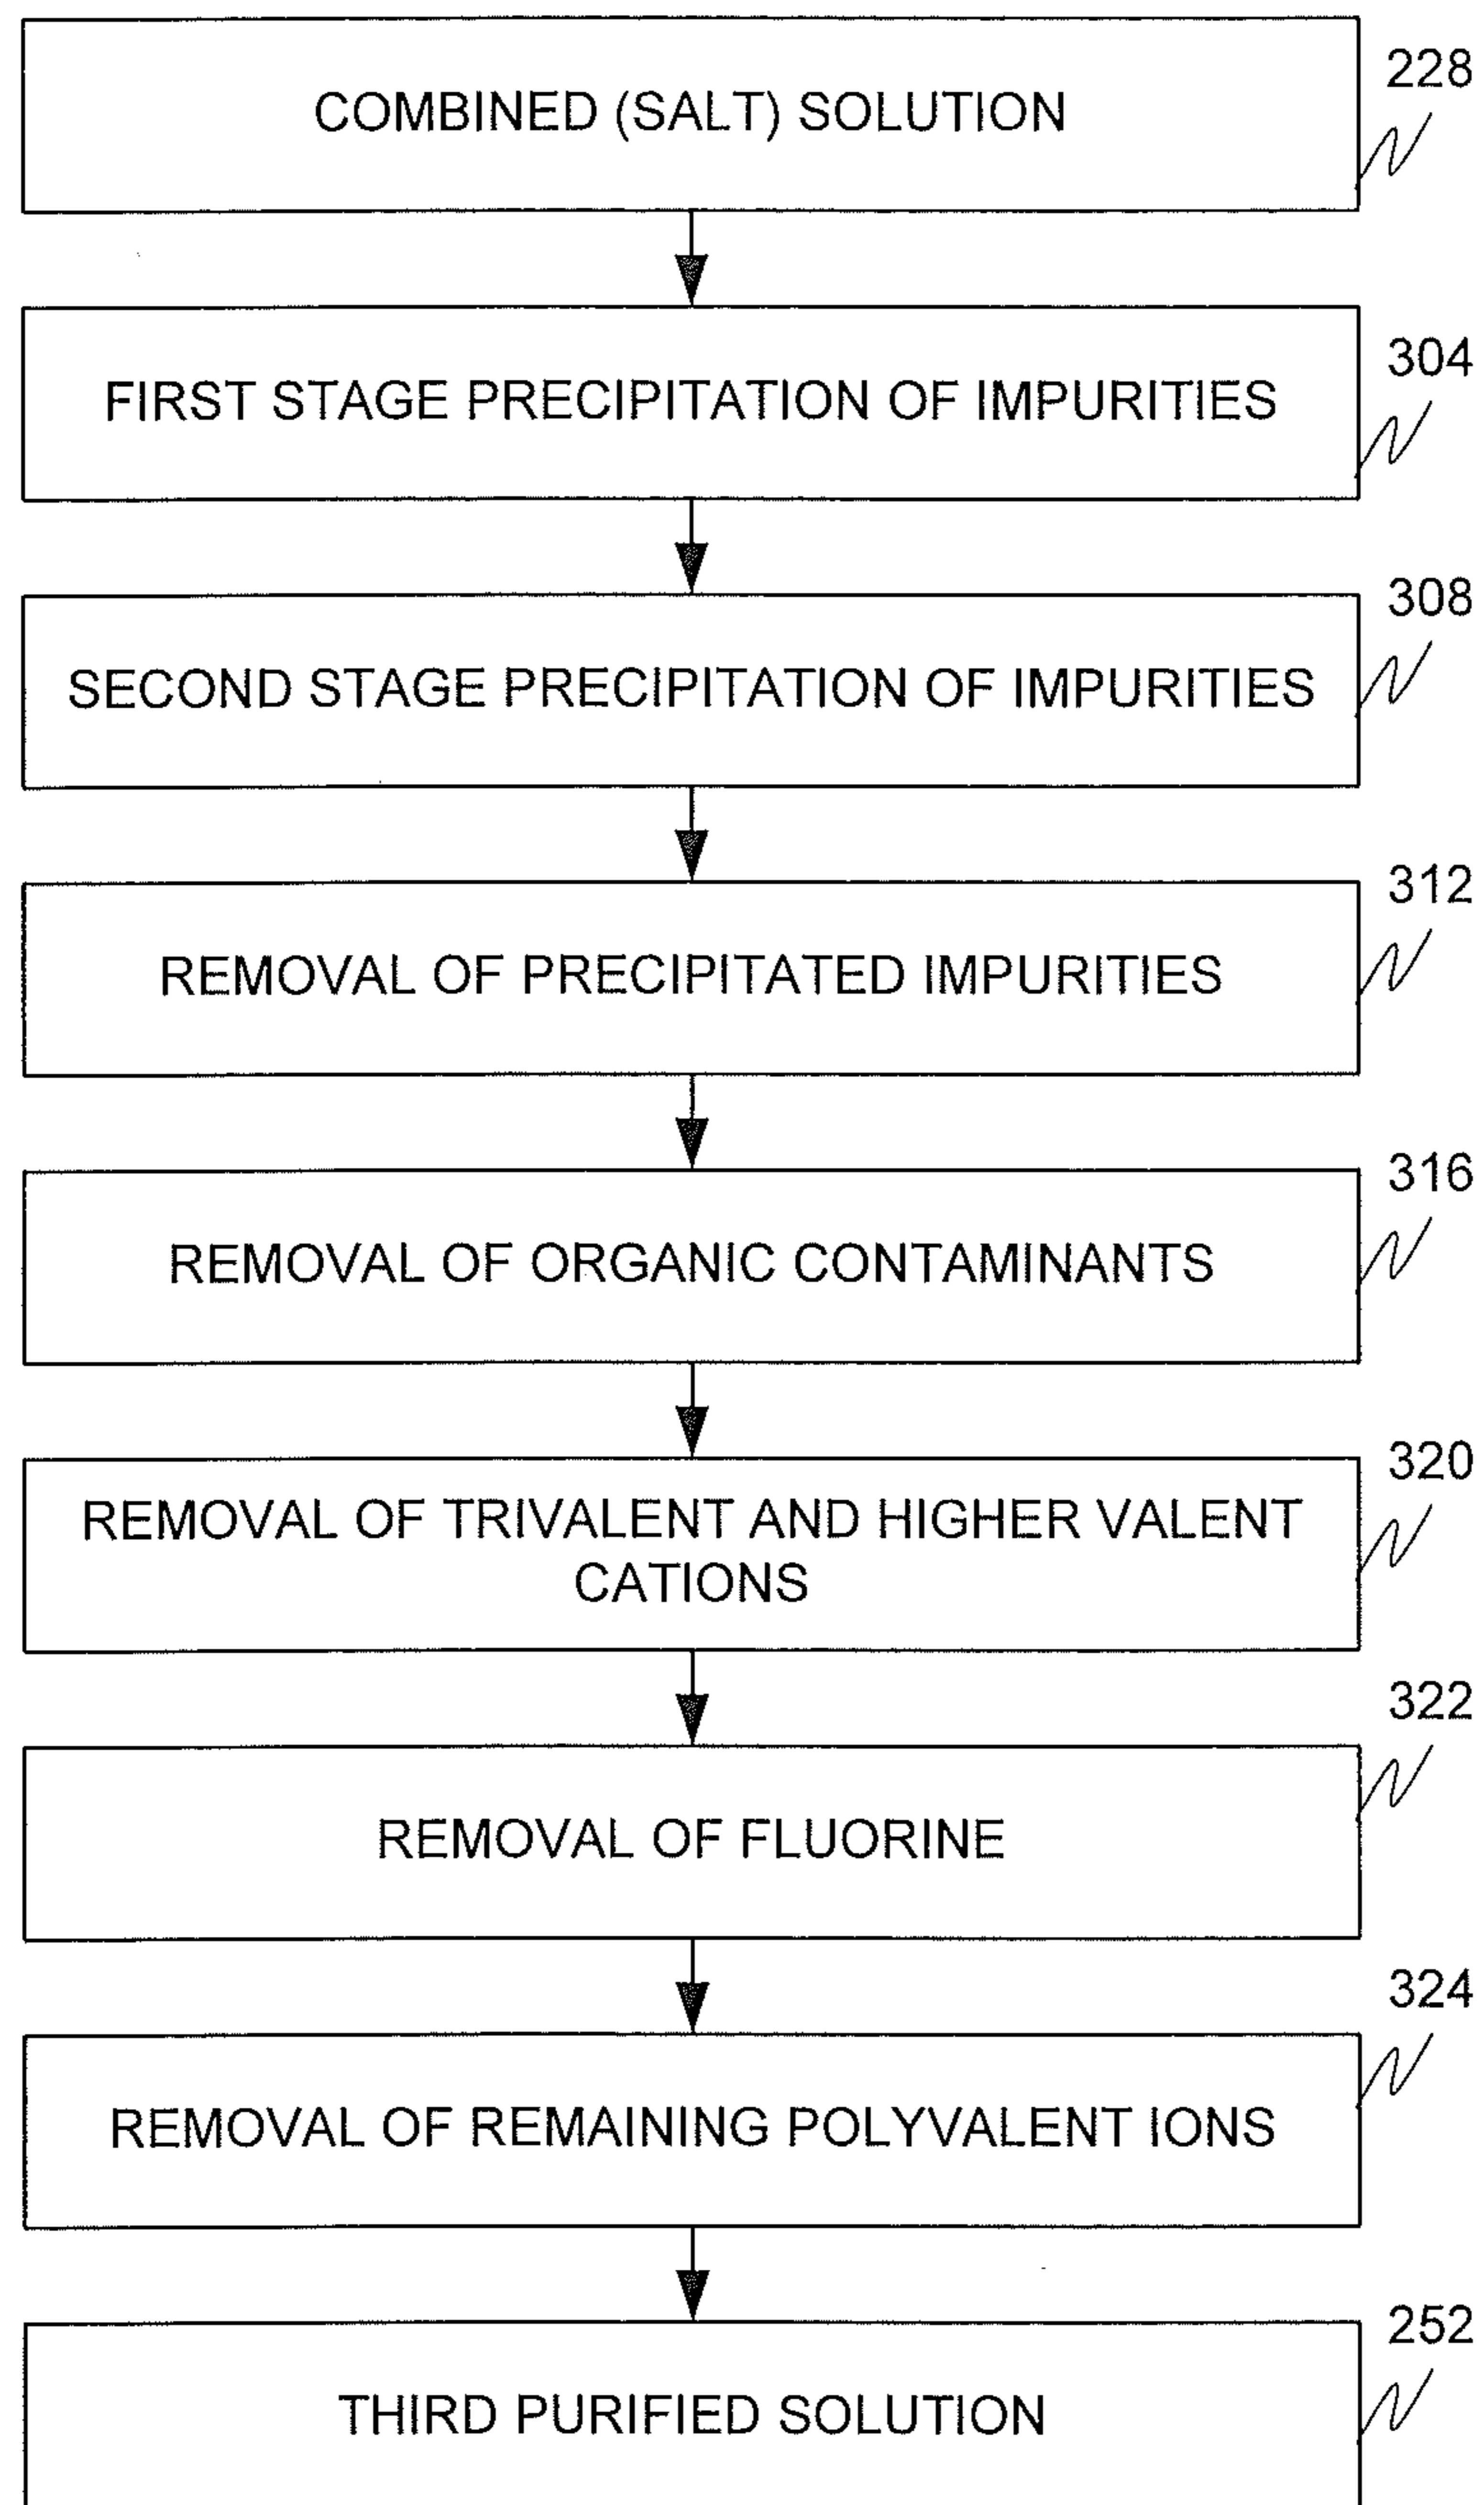 228
COMBINED (SALT) SOLUTION
304
FIRST STAGE PRECIPITATION OF IMPURITIES
308
SECOND STAGE PRECIPITATION OF IMPURITIES
312
REMOVAL OF PRECIPITATED IMPURITIES
316
REMOVAL OF ORGANIC CONTAMINANTS
320
REMOVAL OF TRIVALENT AND HIGHER VALENT
CATIONS
322
REMOVAL OF FLUORINE
324
REMOVAL OF REMAINING POLYVALENT IONS
252
THIRD PURIFIED SOLUTION